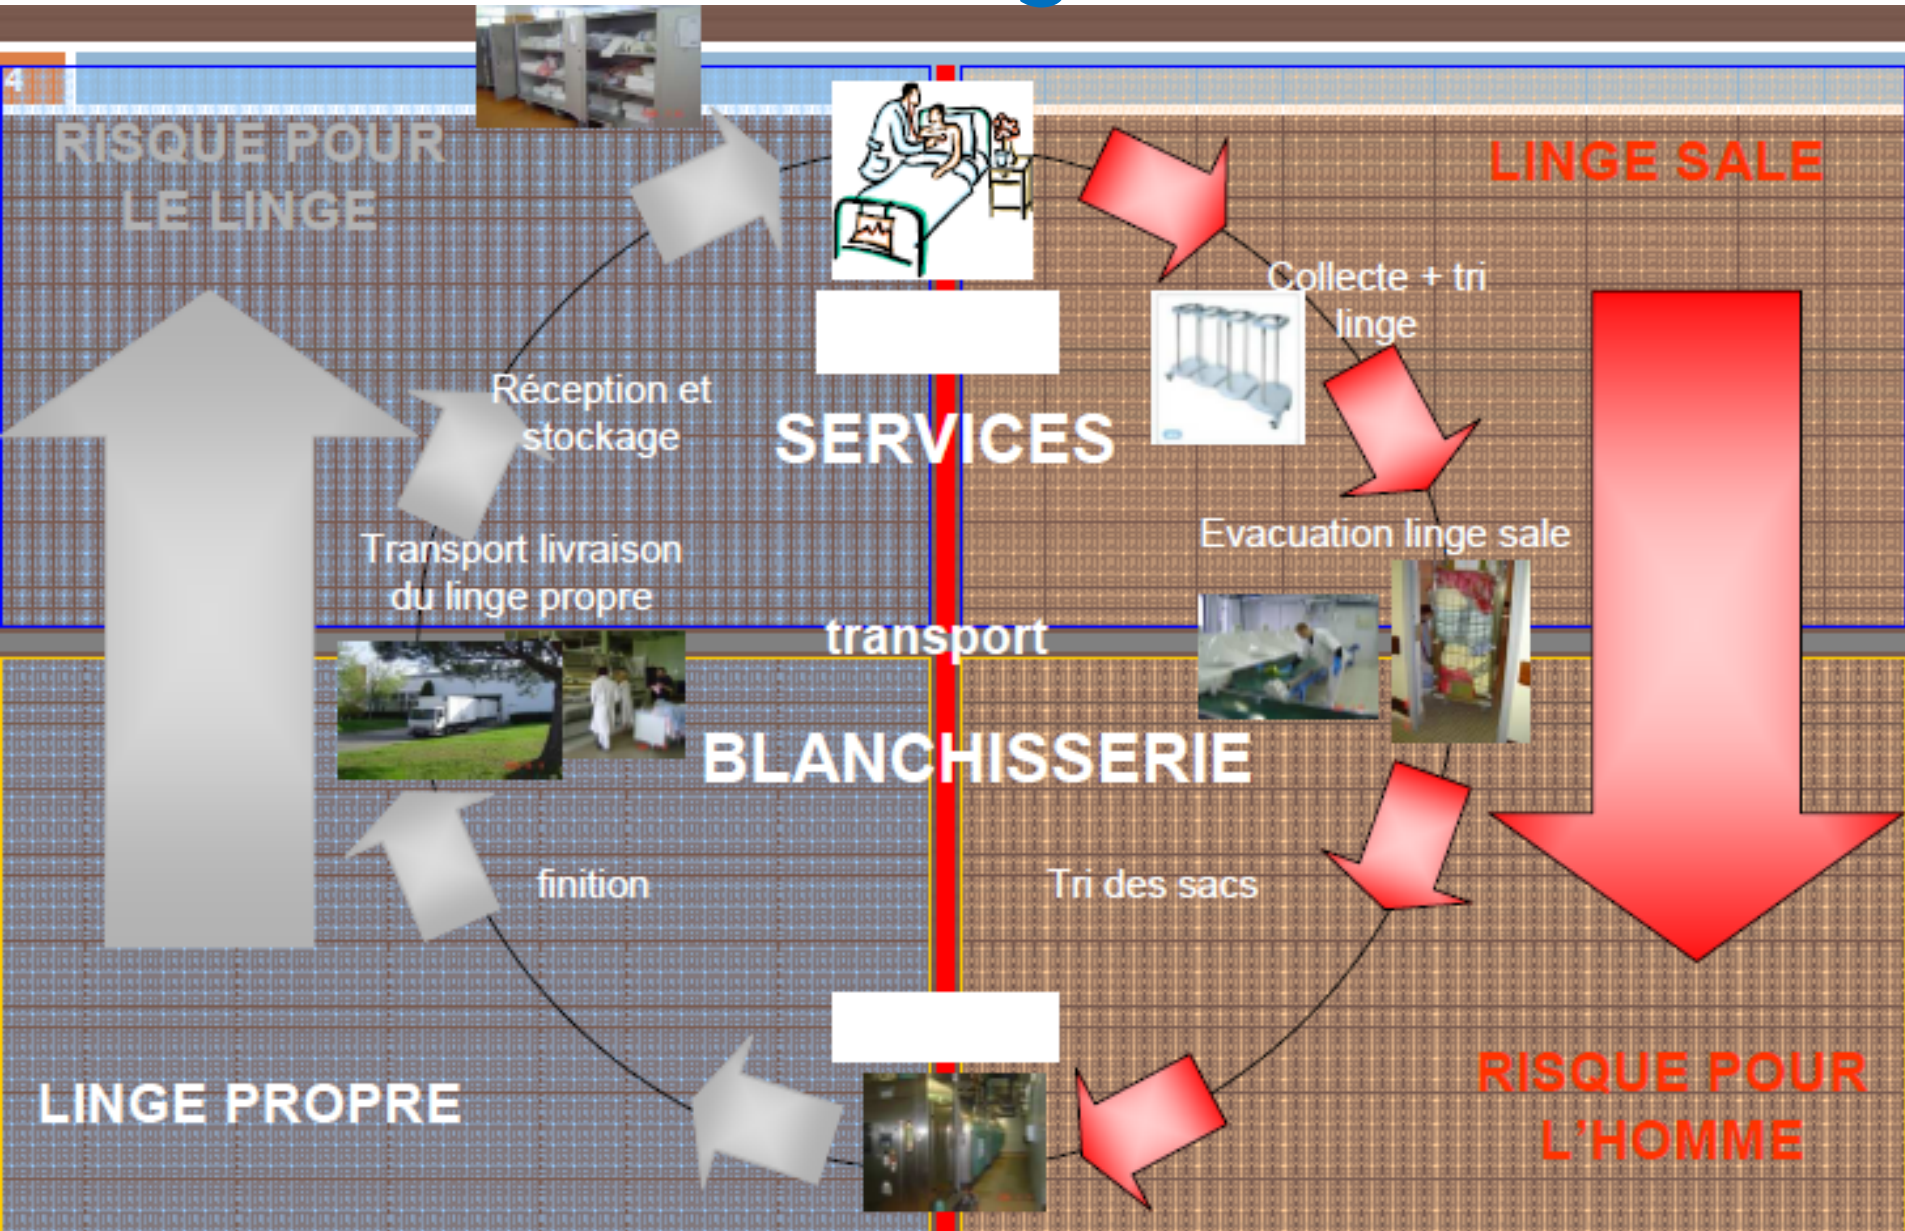 4
RISQUE POUR
LE LINGE
LINGE SALE
Collecte + tri
linge
Réception et
stockage
SERVICES
Evacuation linge sale
Transport livraison
du linge propre
transport
BLANCHISSERIE
finition
Tri des sacs
LINGE PROPRE
RISQUE POUR
L'HOMME